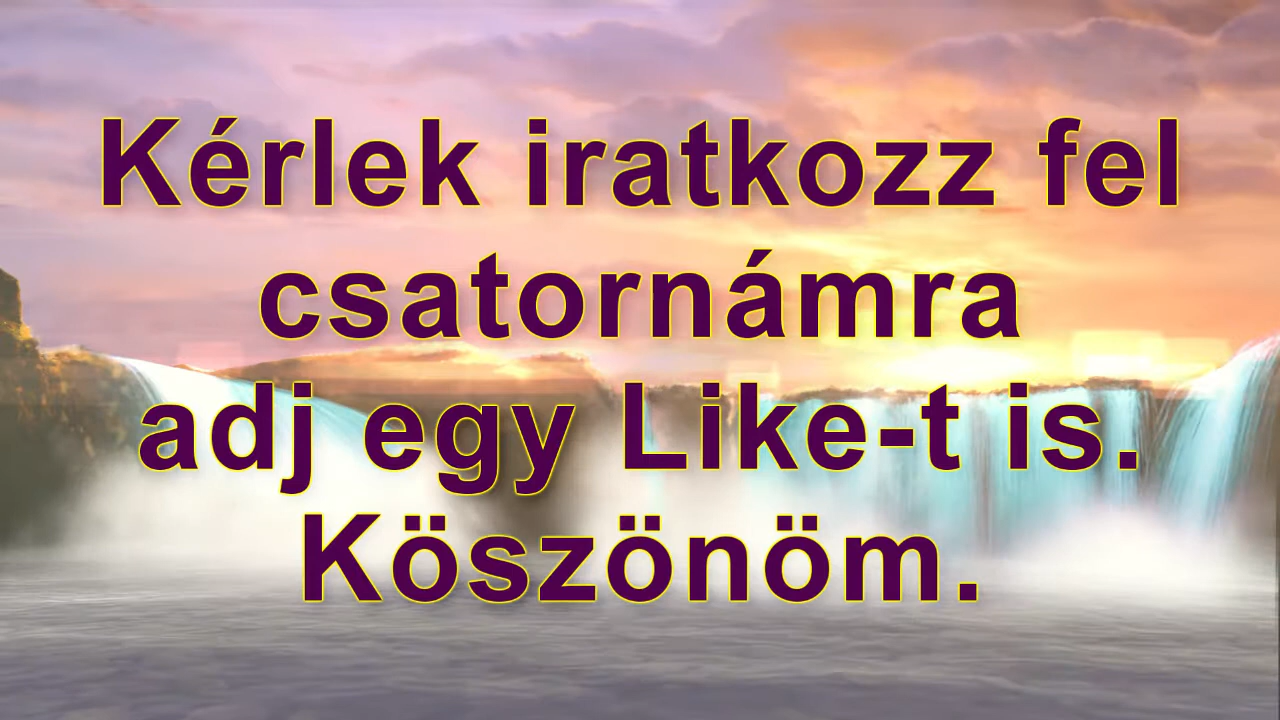 Kérlek iratkozz fel
csatornámra
adj egy Like-t is.
Köszönöm.